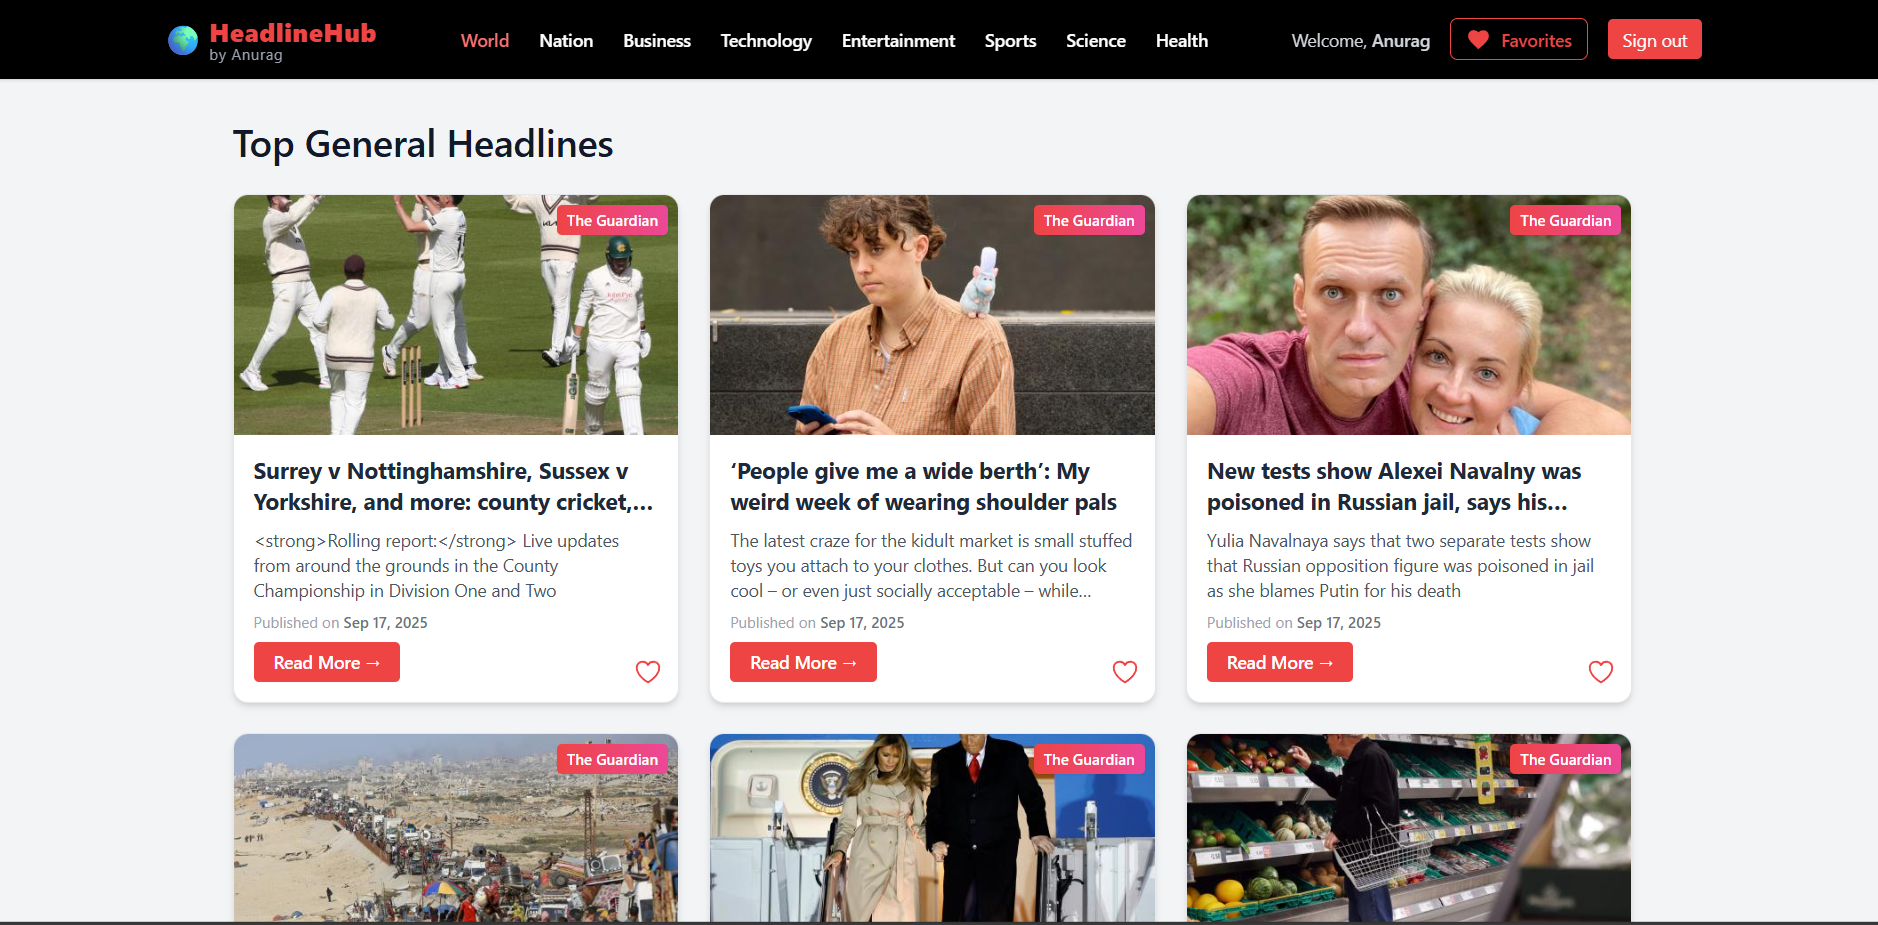 HeadlineHub
by Anurag
World Nation Business Technology Entertainment Sports Science Health
Welcome, Anurag
Favorites
Sign out
Top General Headlines
The Guardian
Surrey v Nottinghamshire, Sussex v
Yorkshire, and more: county cricket,...
<strong>Rolling report:</strong> Live updates
from around the grounds in the County
Championship in Division One and Two
Published on Sep 17, 2025
Read More →
The Guardian
‘People give me a wide berth’: My
weird week of wearing shoulder pals
The latest craze for the kidult market is small stuffed
toys you attach to your clothes. But can you look
cool – or even just socially acceptable – while...
Published on Sep 17, 2025
Read More →
The Guardian
New tests show Alexei Navalny was
poisoned in Russian jail, says his...
Yulia Navalnaya says that two separate tests show
that Russian opposition figure was poisoned in jail
as she blames Putin for his death
Published on Sep 17, 2025
Read More →
The Guardian
The Guardian
The Guardian